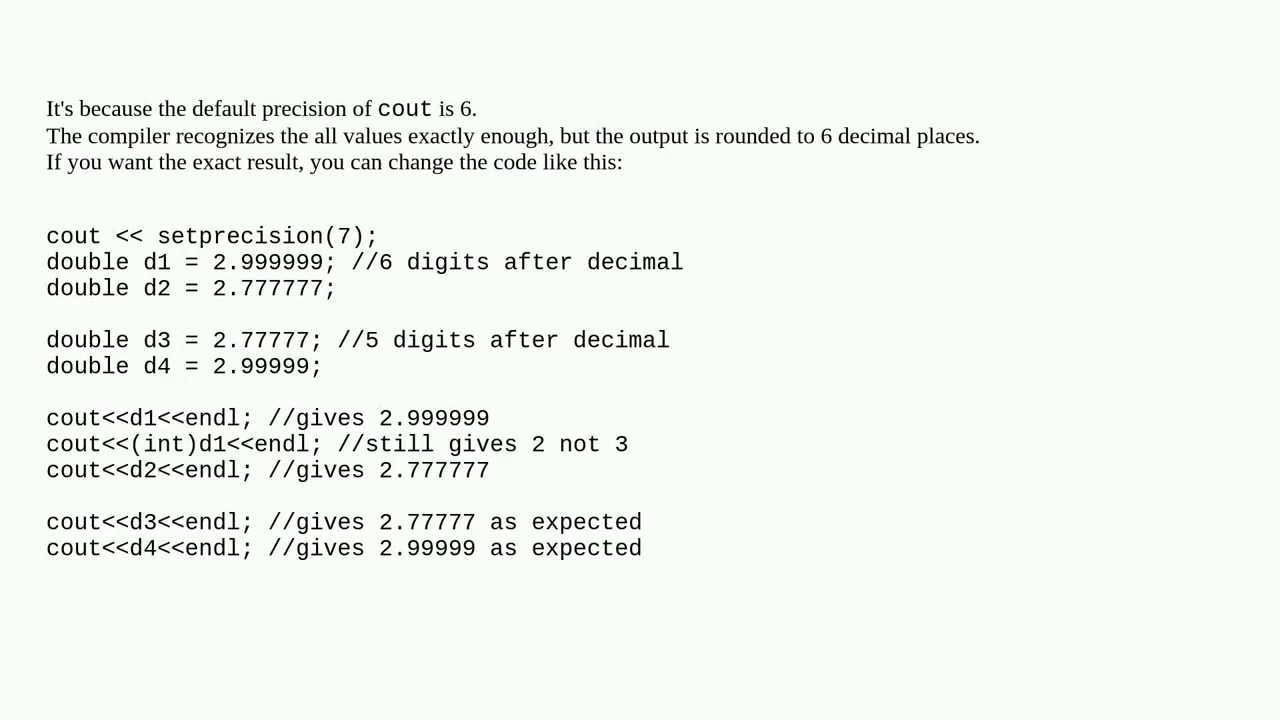 It's because the default precision of cout is 6.
The compiler recognizes the all values exactly enough, but the output is rounded to 6 decimal places.
If you want the exact result, you can change the code like this:
cout << setprecision(7);
double d1 = 2.999999; //6 digits after decimal
double d2 = 2.777777;
double d3 = 2.77777; //5 digits after decimal
double d4 = 2.99999;
cout<<d1<<endl; //gives 2.999999
cout<<(int)d1<<endl; //still gives 2 not 3
cout<<d2<<endl; //gives 2.777777
cout<<d3<<endl; //gives 2.77777 as expected
cout<<d4<<endl; //gives 2.99999 as expected